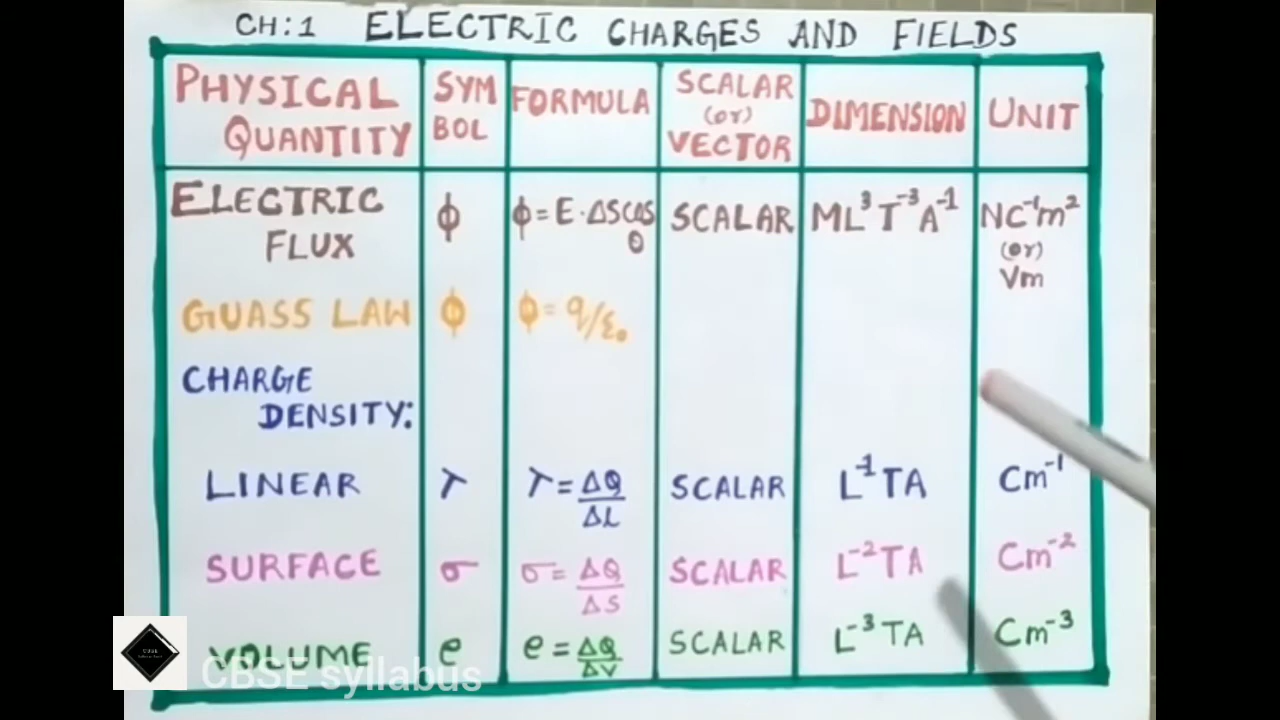 CH:1 ELECTRIC CHARGES AND FIELDS
PHYSICAL QUANTITY SYM BOL FORMULA SCALAR (or) VECTOR DIMENSION UNIT
ELECTRIC FLUX ϕ ϕ = E·ΔS cos θ SCALAR ML³T⁻³A⁻¹ NC⁻¹m² (or) Vm
GUASS LAW ϕ ϕ = q/ε₀
CHARGE DENSITY:
LINEAR λ λ = ΔQ/ΔL SCALAR L⁻¹TA Cm⁻¹
SURFACE σ σ = ΔQ/ΔS SCALAR L⁻²TA Cm⁻²
VOLUME ρ ρ = ΔQ/ΔV SCALAR L⁻³TA Cm⁻³
CBSE syllabus